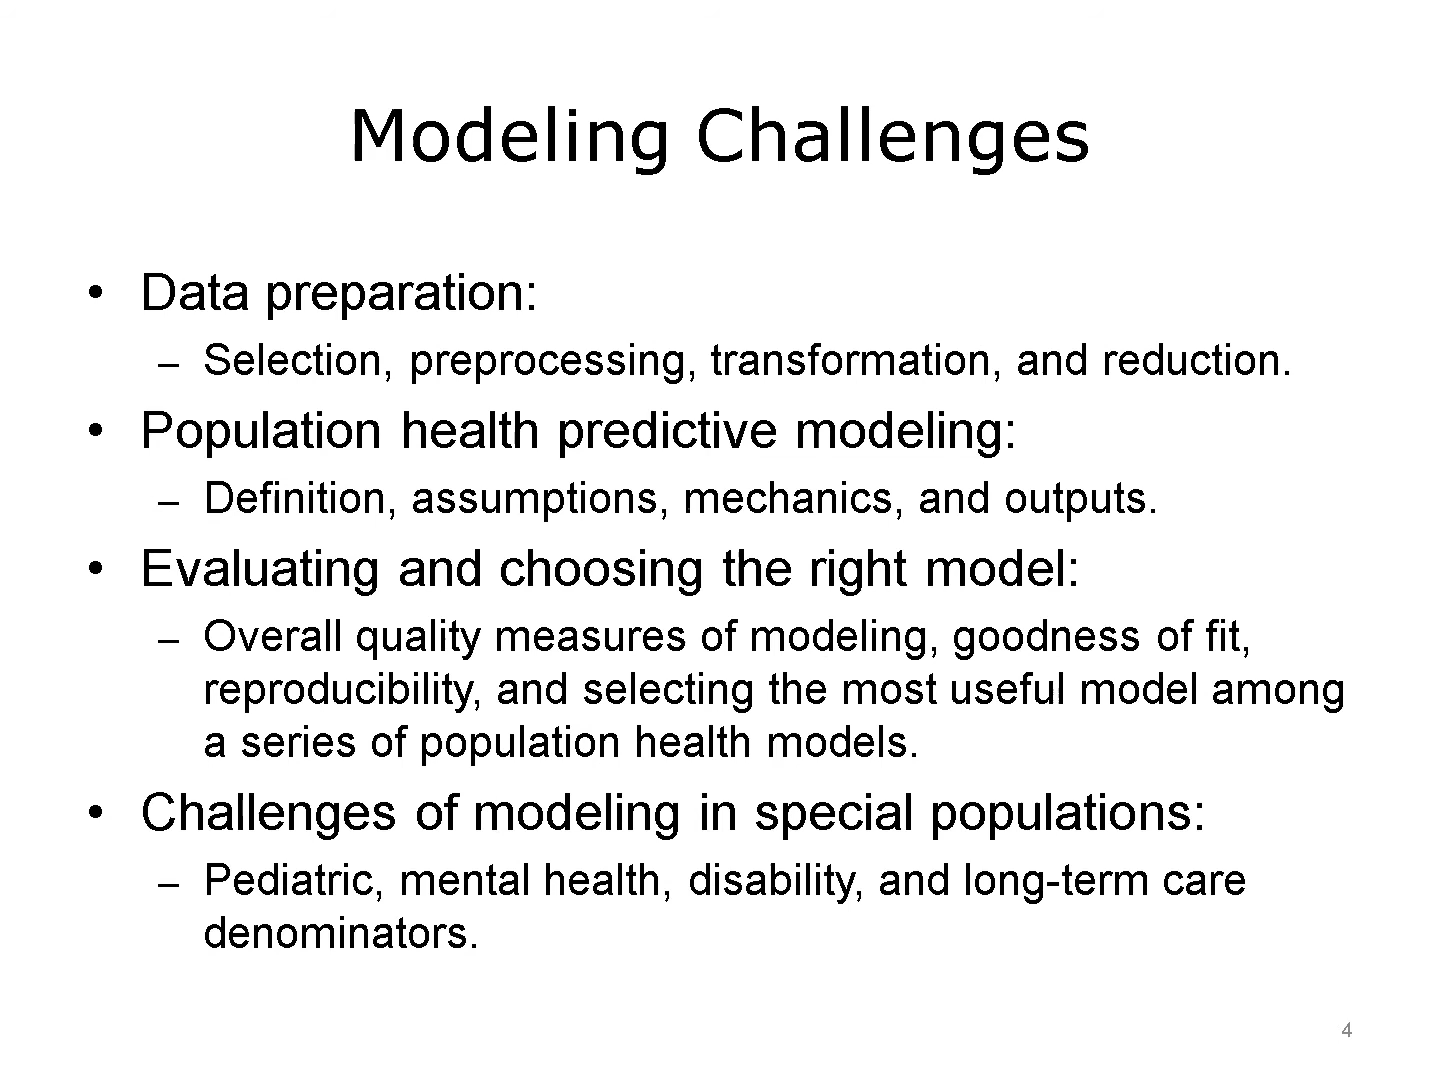 Modeling Challenges
• Data preparation:
– Selection, preprocessing, transformation, and reduction.
• Population health predictive modeling:
– Definition, assumptions, mechanics, and outputs.
• Evaluating and choosing the right model:
– Overall quality measures of modeling, goodness of fit,
reproducibility, and selecting the most useful model among
a series of population health models.
• Challenges of modeling in special populations:
– Pediatric, mental health, disability, and long-term care
denominators.
4